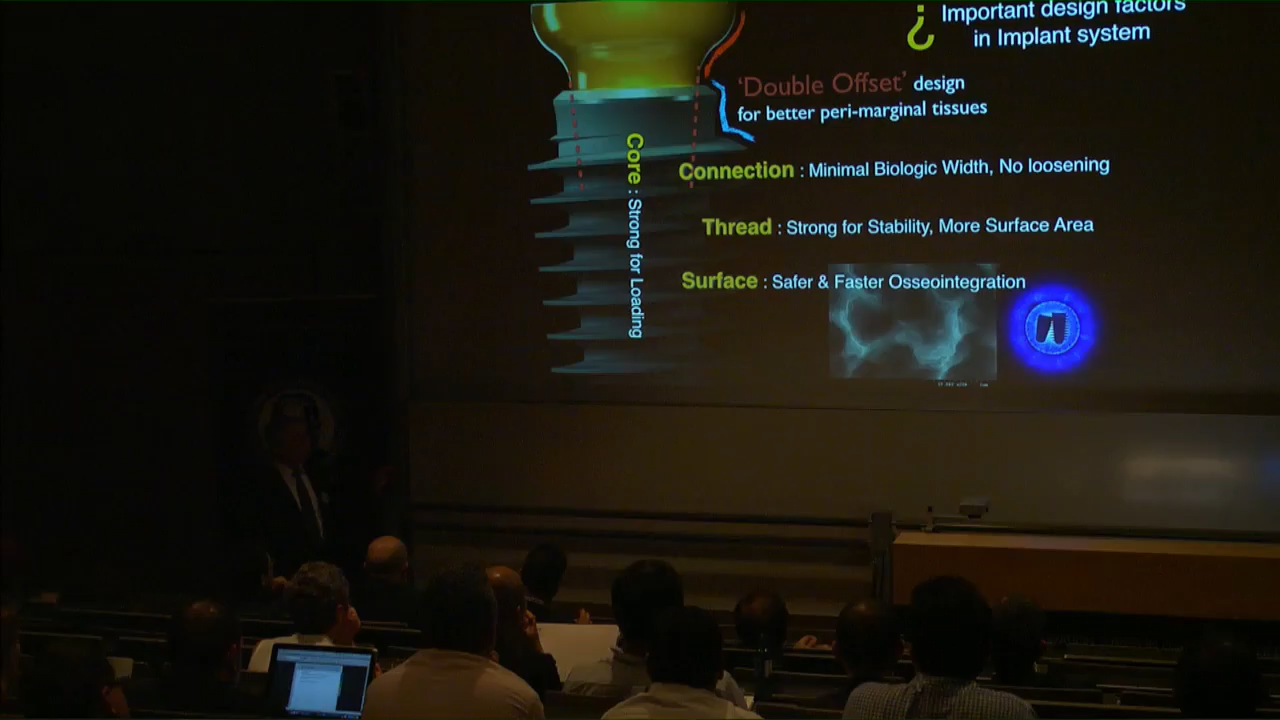 ¿ Important design factors
in Implant system
'Double Offset' design
for better peri-marginal tissues
Core : Strong for Loading
Connection : Minimal Biologic Width, No loosening
Thread : Strong for Stability, More Surface Area
Surface : Safer & Faster Osseointegration